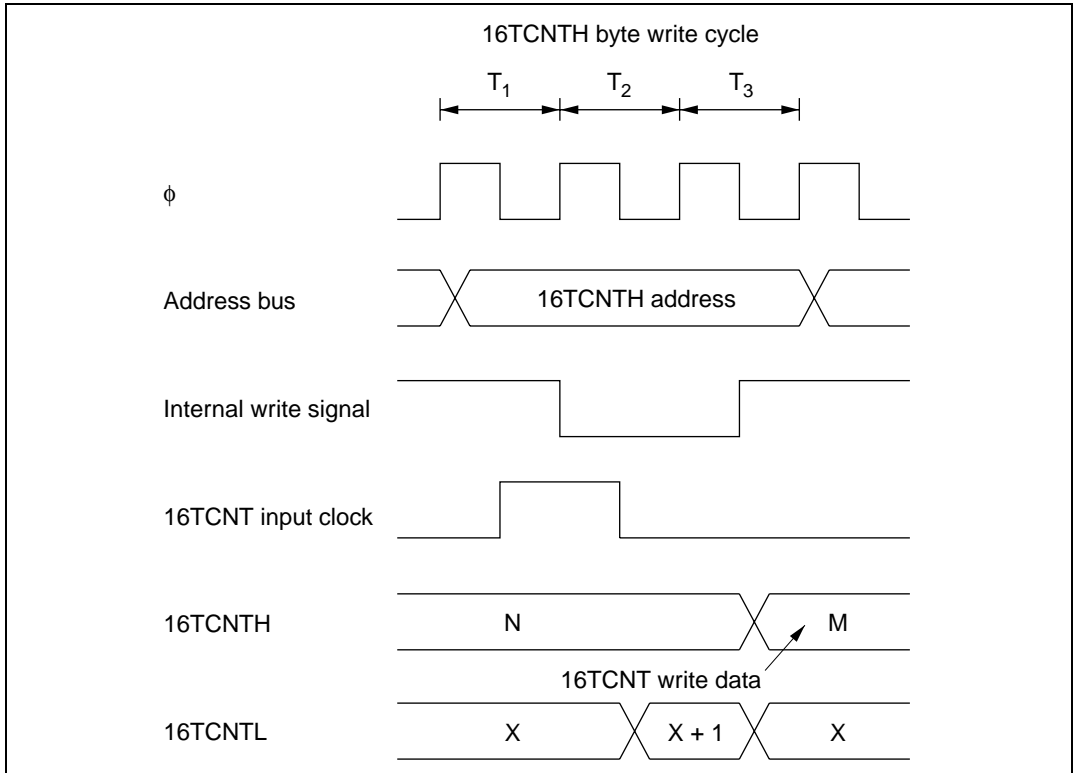 16TCNTH byte write cycle
T1 T2 T3
φ
Address bus
16TCNTH address
Internal write signal
16TCNT input clock
16TCNTH
N
M
16TCNT write data
16TCNTL
X
X + 1
X